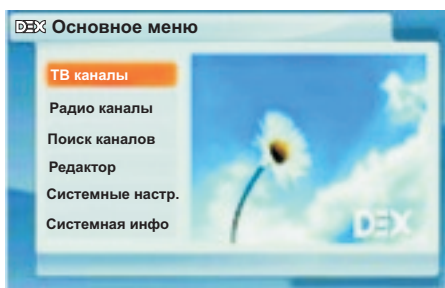 DEX Основное меню
ТВ каналы
Радио каналы
Поиск каналов
Редактор
Системные настр.
Системная инфо
DEX